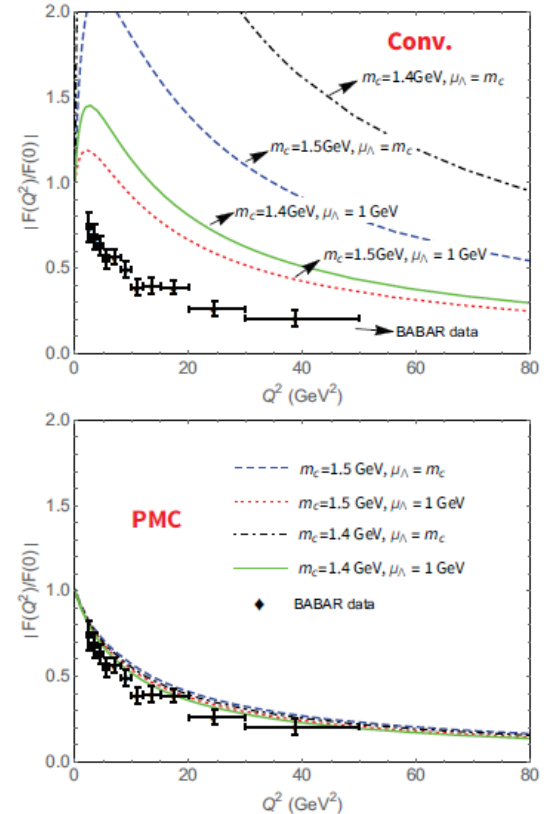 2.0
1.5
1.0
0.5
0.0
| F(Q²)/F(0) |
Conv.
m_c=1.4GeV, μ_Λ = m_c
m_c=1.5GeV, μ_Λ = m_c
m_c=1.4GeV, μ_Λ = 1 GeV
m_c=1.5GeV, μ_Λ = 1 GeV
BABAR data
0 20 40 60 80
Q² (GeV²)
2.0
1.5
1.0
0.5
0.0
| F(Q²)/F(0) |
m_c=1.5 GeV, μ_Λ = m_c
m_c=1.5 GeV, μ_Λ = 1 GeV
PMC
m_c=1.4 GeV, μ_Λ = m_c
m_c=1.4 GeV, μ_Λ = 1 GeV
BABAR data
0 20 40 60 80
Q² (GeV²)